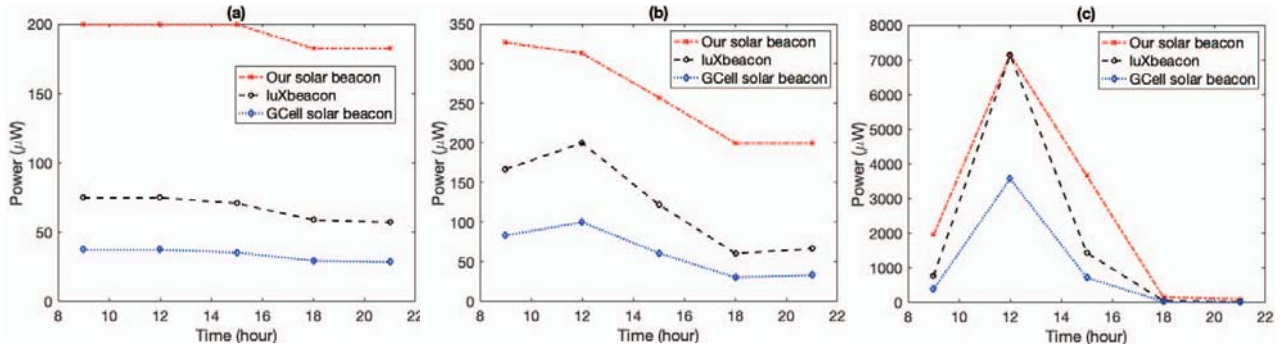 (a)
200
150
100
50
0
Power (μW)
8 10 12 14 16 18 20 22
Time (hour)
Our solar beacon
luXbeacon
GCell solar beacon
(b)
350
300
250
200
150
100
50
0
Power (μW)
8 10 12 14 16 18 20 22
Time (hour)
Our solar beacon
luXbeacon
GCell solar beacon
(c)
8000
7000
6000
5000
4000
3000
2000
1000
0
Power (μW)
8 10 12 14 16 18 20 22
Time (hour)
Our solar beacon
luXbeacon
GCell solar beacon